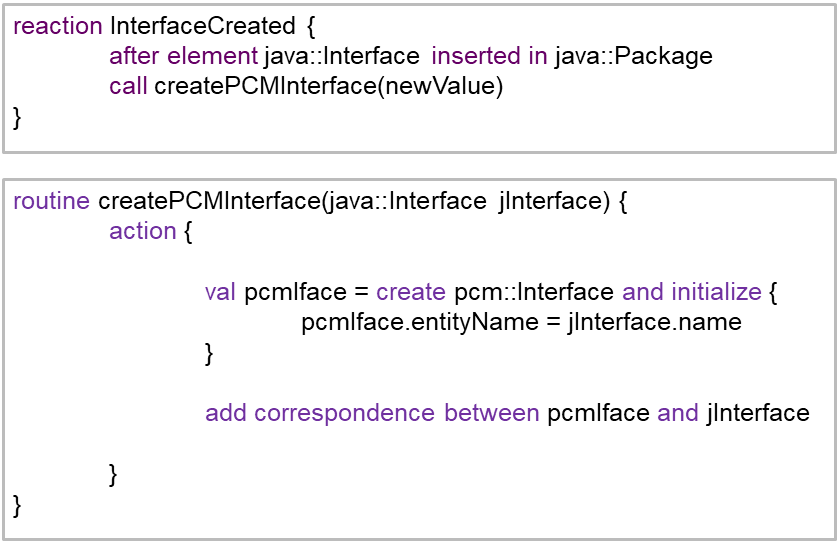 reaction InterfaceCreated {
after element java::Interface inserted in java::Package
call createPCMInterface(newValue)
}
routine createPCMInterface(java::Interface jInterface) {
action {
val pcmIface = create pcm::Interface and initialize {
pcmIface.entityName = jInterface.name
}
add correspondence between pcmIface and jInterface
}
}